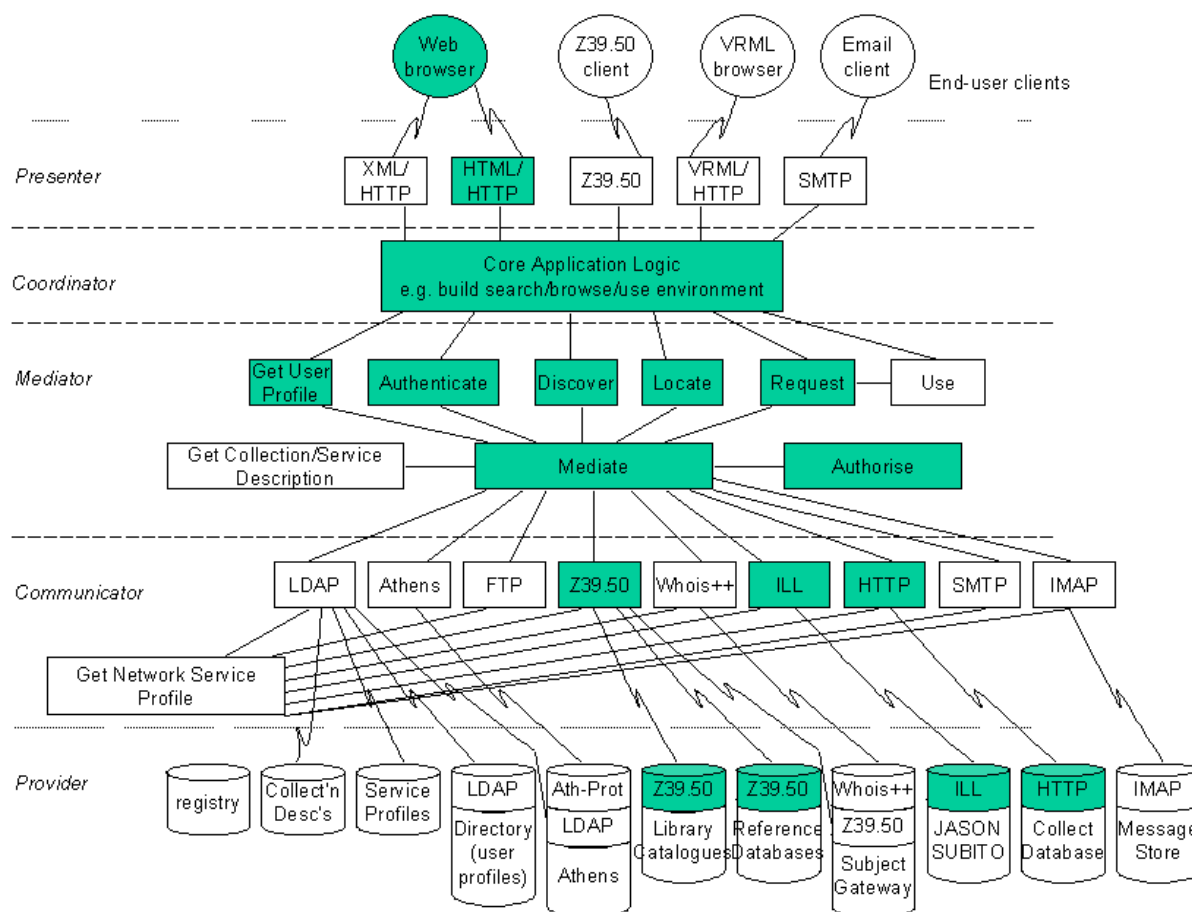 Web
browser
Z39.50
client
VRML
browser
Email
client
End-user clients
Presenter
XML/
HTTP
HTML/
HTTP
Z39.50
VRML/
HTTP
SMTP
Coordinator
Core Application Logic
e.g. build search/browse/use environment
Mediator
Get User
Profile
Authenticate
Discover
Locate
Request
Use
Get Collection/Service
Description
Mediate
Authorise
Communicator
LDAP
Athens
FTP
Z39.50
Whois++
ILL
HTTP
SMTP
IMAP
Get Network Service
Profile
Provider
registry
Collect'n
Desc's
Service
Profiles
LDAP
Directory
(user
profiles)
Ath-Prot
LDAP
Athens
Z39.50
Library
Catalogues
Z39.50
Reference
Databases
Whois++
Z39.50
Subject
Gateway
ILL
JASON
SUBITO
HTTP
Collect
Database
IMAP
Message
Store